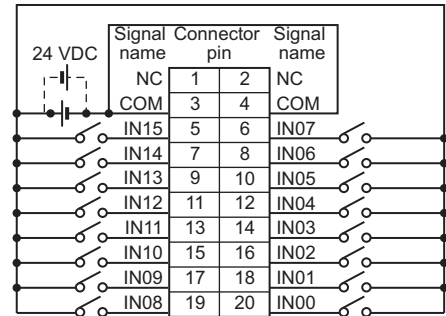 Signal Connector Signal
name pin name
24 VDC
NC 1 2 NC
COM 3 4 COM
IN15 5 6 IN07
IN14 7 8 IN06
IN13 9 10 IN05
IN12 11 12 IN04
IN11 13 14 IN03
IN10 15 16 IN02
IN09 17 18 IN01
IN08 19 20 IN00